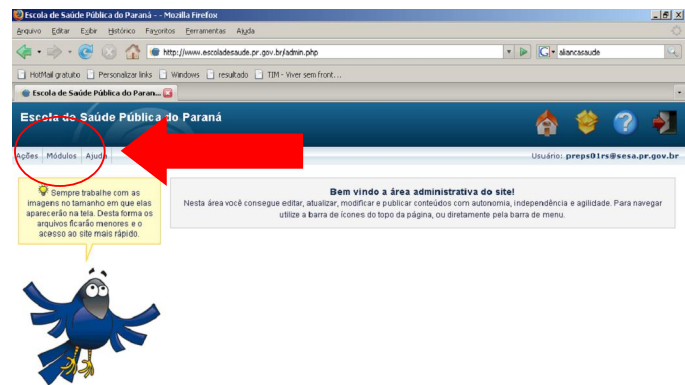 Escola de Saúde Pública do Paraná - - Mozilla Firefox
Arquivo Editar Exibir Histórico Favoritos Ferramentas Ajuda
http://www.escoladesaude.pr.gov.br/admin.php
aliancasaude
HotMail gratuito Personalizar links Windows resultado TIM - Viver sem front...
Escola de Saúde Pública do Paran...
Escola de Saúde Pública do Paraná
Ações Módulos Ajuda
Usuário: preps01rs@sesa.pr.gov.br
Sempre trabalhe com as
imagens no tamanho em que elas
aparecerão na tela. Desta forma os
arquivos ficarão menores e o
acesso ao site mais rápido.
Bem vindo a área administrativa do site!
Nesta área você consegue editar, atualizar, modificar e publicar conteúdos com autonomia, independência e agilidade. Para navegar
utilize a barra de ícones do topo da página, ou diretamente pela barra de menu.